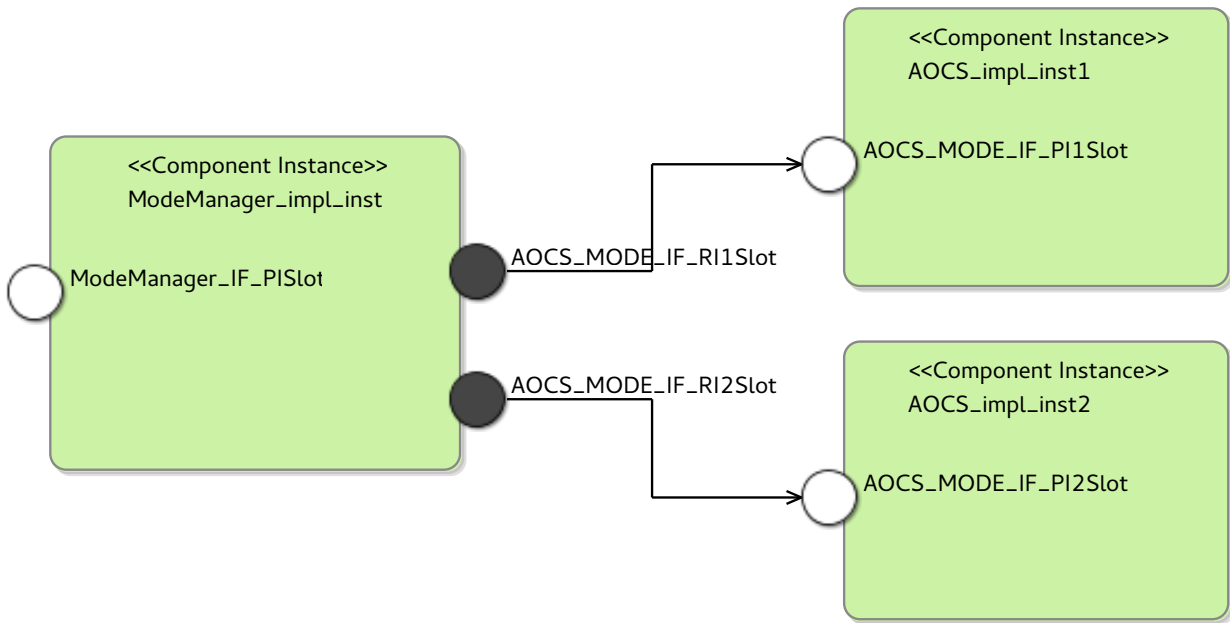 <<Component Instance>>
ModeManager_impl_inst
ModeManager_IF_PISlot
AOCS_MODE_IF_RI1Slot
AOCS_MODE_IF_RI2Slot
<<Component Instance>>
AOCS_impl_inst1
AOCS_MODE_IF_PI1Slot
<<Component Instance>>
AOCS_impl_inst2
AOCS_MODE_IF_PI2Slot